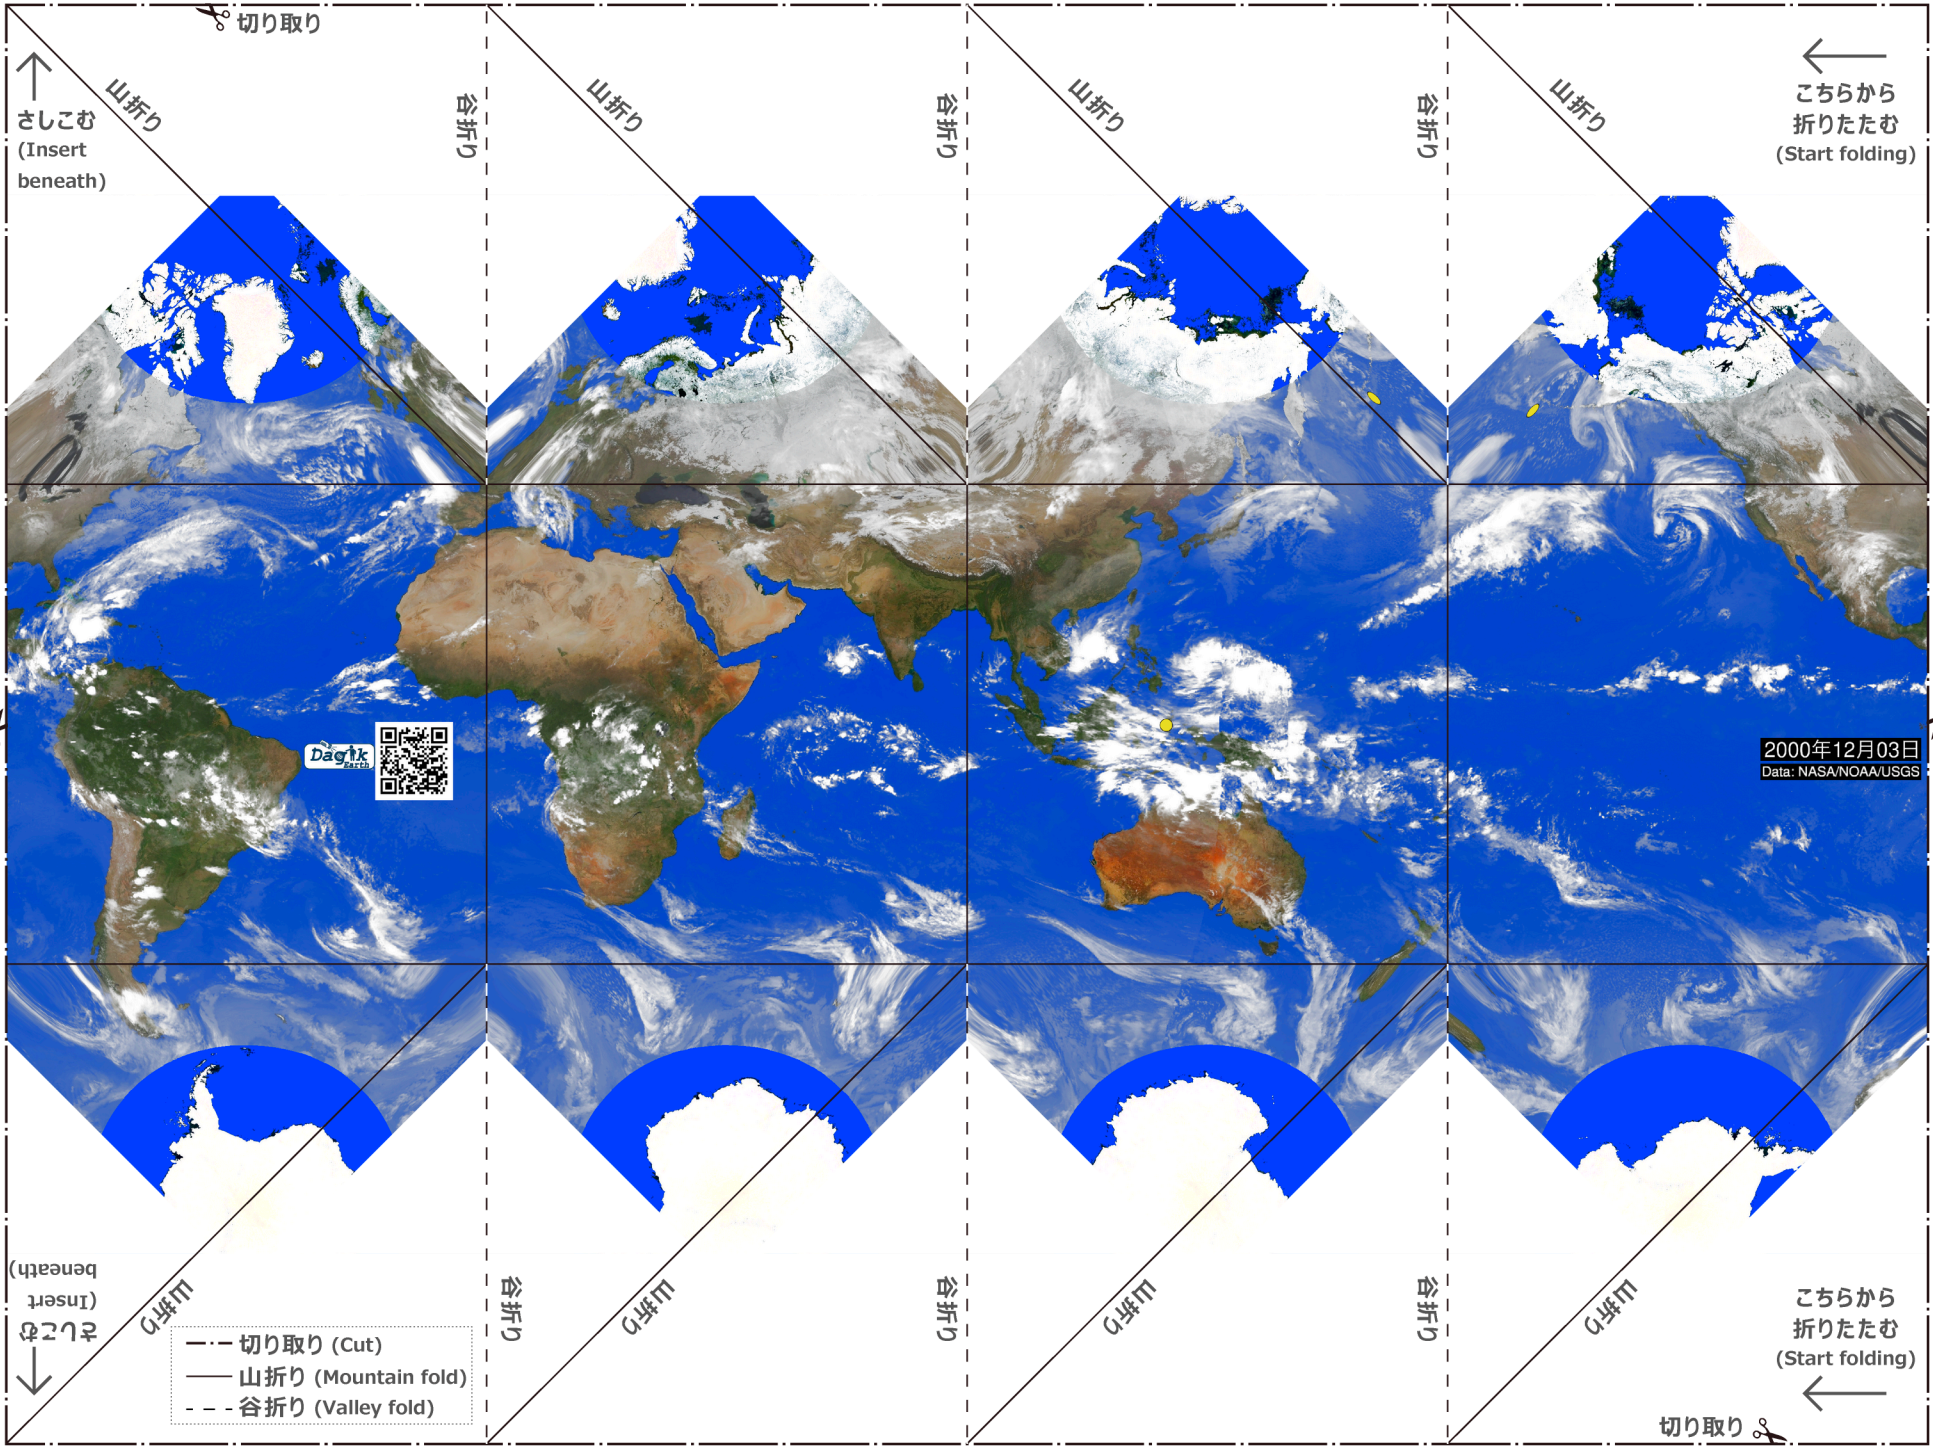 切り取り
山折り
谷折り
山折り
谷折り
山折り
谷折り
山折り
さしこむ
(Insert
beneath)
こちらから
折りたたむ
(Start folding)
Dagik
Earth
2000年12月03日
Data: NASA/NOAA/USGS
さしこむ
(Insert
beneath)
山折り
谷折り
山折り
谷折り
山折り
谷折り
山折り
こちらから
折りたたむ
(Start folding)
切り取り (Cut)
山折り (Mountain fold)
谷折り (Valley fold)
切り取り